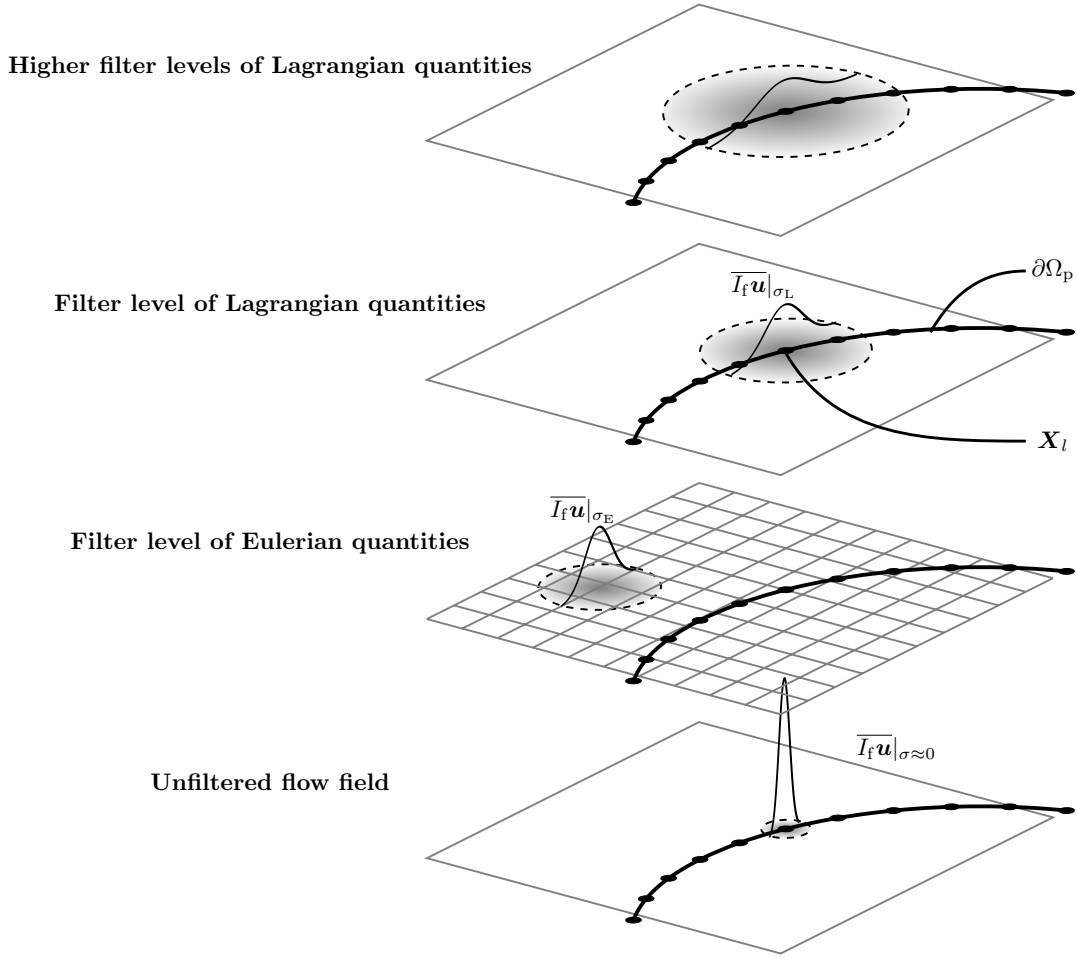 Higher filter levels of Lagrangian quantities
Filter level of Lagrangian quantities
$\overline{I_{\mathrm{f}}\boldsymbol{u}}|_{\sigma_{\mathrm{L}}}$
$\partial\Omega_{\mathrm{p}}$
$\boldsymbol{X}_l$
Filter level of Eulerian quantities
$\overline{I_{\mathrm{f}}\boldsymbol{u}}|_{\sigma_{\mathrm{E}}}$
Unfiltered flow field
$\overline{I_{\mathrm{f}}\boldsymbol{u}}|_{\sigma\approx 0}$